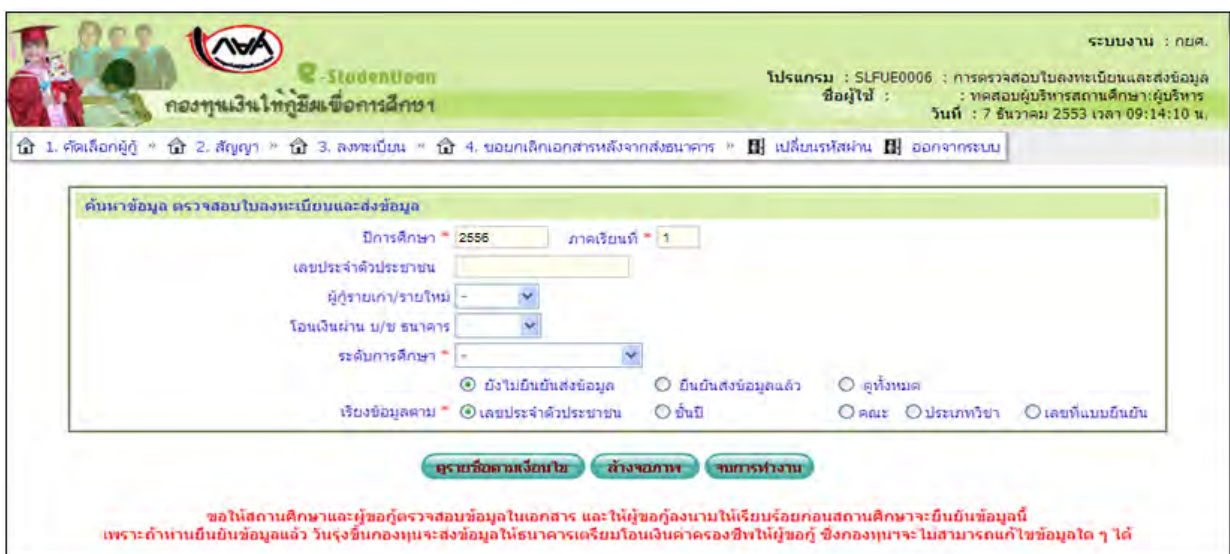 กยศ
ระบบงาน : กยศ.
e-Studentloan
โปรแกรม : SLFUE0006 : การตรวจสอบใบลงทะเบียนและส่งข้อมูล
กองทุนเงินให้กู้ยืมเพื่อการศึกษา
ชื่อผู้ใช้ : : ทดสอบผู้บริหารสถานศึกษา:ผู้บริหาร
วันที่ : 7 ธันวาคม 2553 เวลา 09:14:10 น.
1. คัดเลือกผู้กู้ » 2. สัญญา » 3. ลงทะเบียน » 4. ขอยกเลิกเอกสารหลังจากส่งธนาคาร » เปลี่ยนรหัสผ่าน ออกจากระบบ
ค้นหาข้อมูล ตรวจสอบใบลงทะเบียนและส่งข้อมูล
ปีการศึกษา * 2556 ภาคเรียนที่ * 1
เลขประจำตัวประชาชน
ผู้กู้รายเก่า/รายใหม่ -
โอนเงินผ่าน บ/ช ธนาคาร
ระดับการศึกษา * -
ยังไม่ยืนยันส่งข้อมูล ยืนยันส่งข้อมูลแล้ว ดูทั้งหมด
เรียงข้อมูลตาม * เลขประจำตัวประชาชน ชั้นปี คณะ ประเภทวิชา เลขที่แบบยืนยัน
ดูรายชื่อตามเงื่อนไข ล้างจอภาพ จบการทำงาน
ขอให้สถานศึกษาและผู้ขอกู้ตรวจสอบข้อมูลในเอกสาร และให้ผู้ขอกู้ลงนามให้เรียบร้อยก่อนสถานศึกษาจะยืนยันข้อมูลนี้
เพราะถ้าท่านยืนยันข้อมูลแล้ว วันรุ่งขึ้นกองทุนจะส่งข้อมูลให้ธนาคารเตรียมโอนเงินค่าครองชีพให้ผู้ขอกู้ ซึ่งกองทุนฯจะไม่สามารถแก้ไขข้อมูลใด ๆ ได้